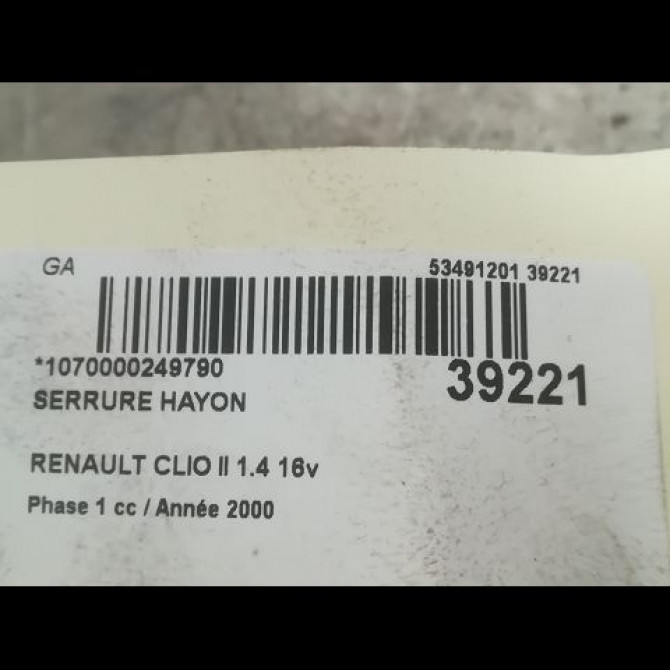 GA 53491201 39221
*1070000249790 39221
SERRURE HAYON
RENAULT CLIO II 1.4 16v
Phase 1 cc / Année 2000